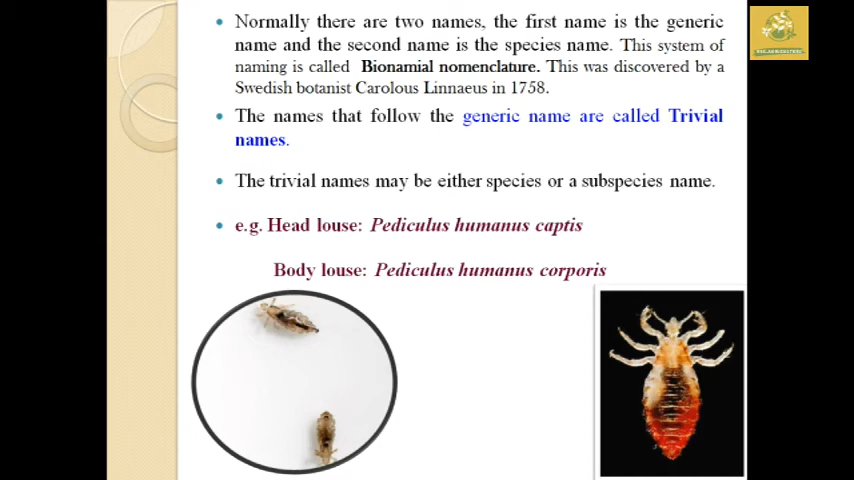 • Normally there are two names, the first name is the generic
name and the second name is the species name. This system of
naming is called Bionamial nomenclature. This was discovered by a
Swedish botanist Carolous Linnaeus in 1758.
• The names that follow the generic name are called Trivial
names.
• The trivial names may be either species or a subspecies name.
• e.g. Head louse: Pediculus humanus captis
Body louse: Pediculus humanus corporis